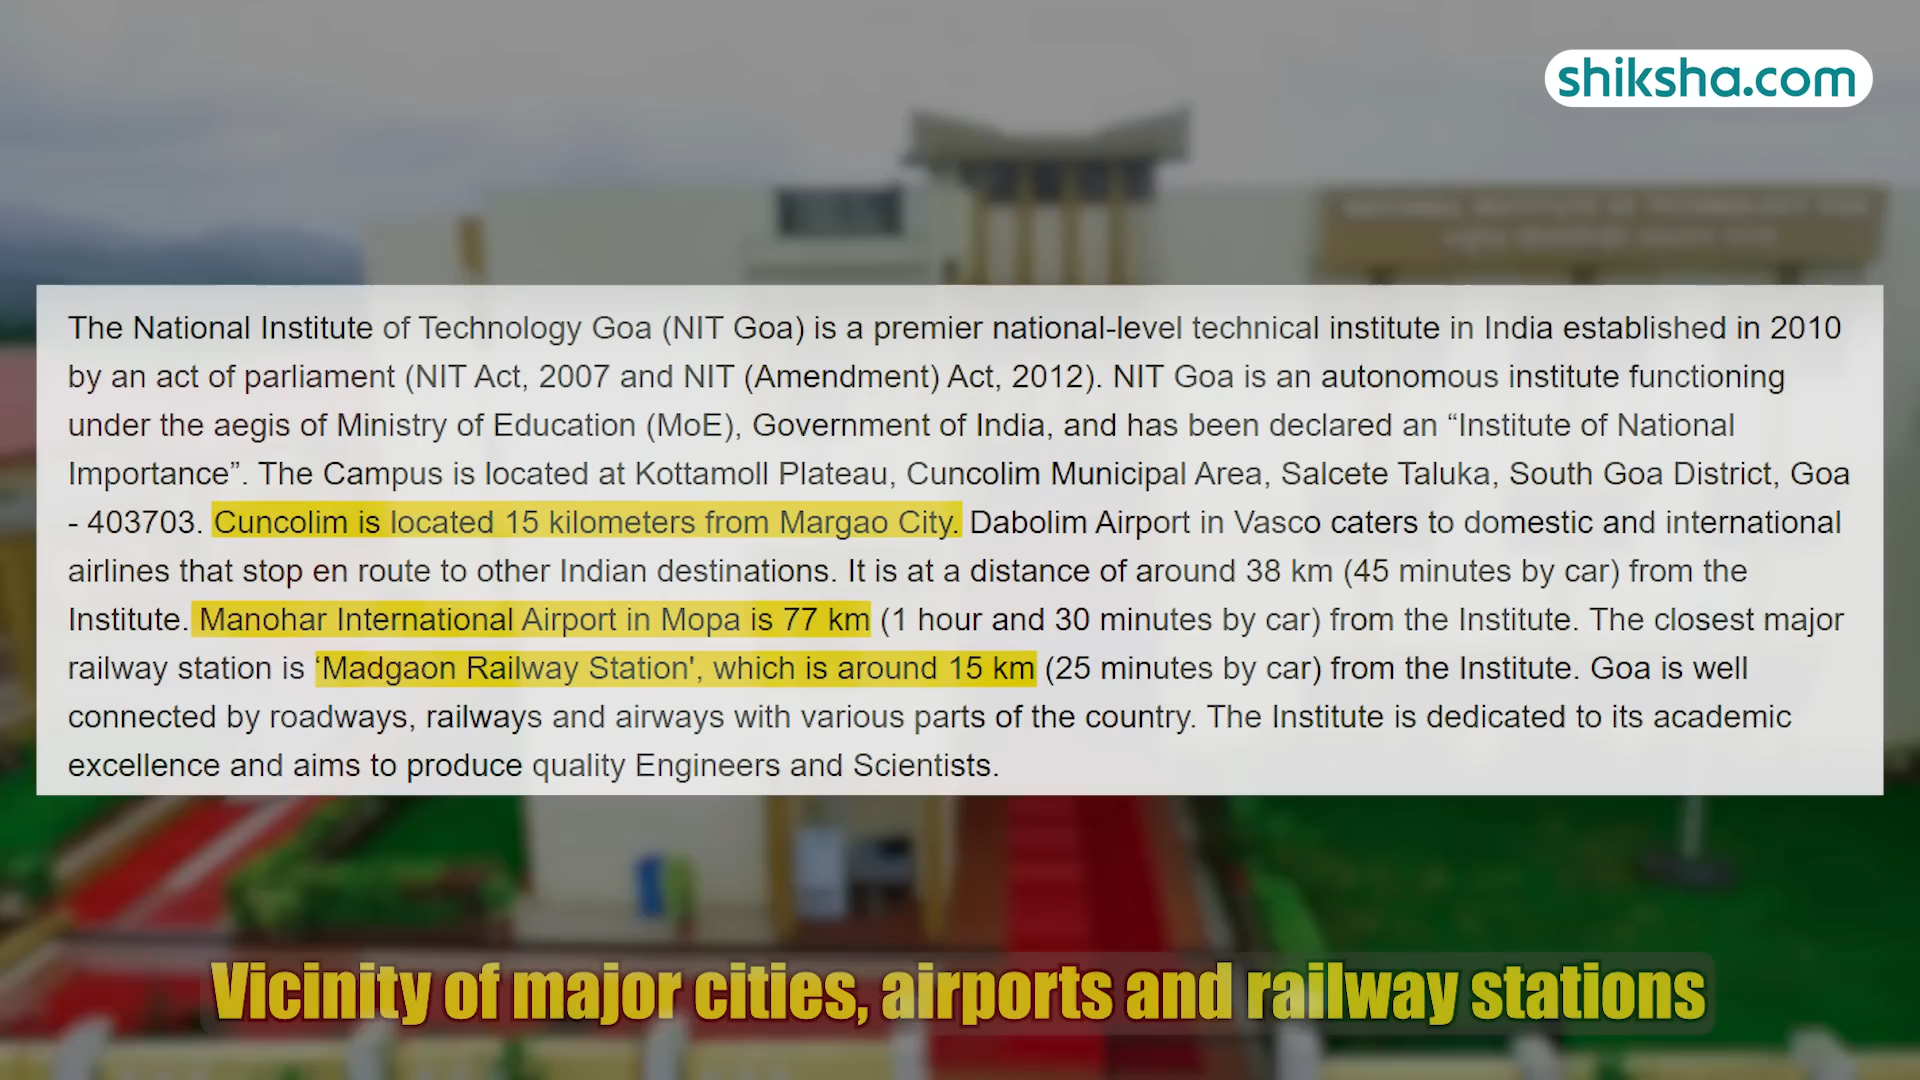 shiksha.com
The National Institute of Technology Goa (NIT Goa) is a premier national-level technical institute in India established in 2010
by an act of parliament (NIT Act, 2007 and NIT (Amendment) Act, 2012). NIT Goa is an autonomous institute functioning
under the aegis of Ministry of Education (MoE), Government of India, and has been declared an “Institute of National
Importance”. The Campus is located at Kottamoll Plateau, Cuncolim Municipal Area, Salcete Taluka, South Goa District, Goa
- 403703. Cuncolim is located 15 kilometers from Margao City. Dabolim Airport in Vasco caters to domestic and international
airlines that stop en route to other Indian destinations. It is at a distance of around 38 km (45 minutes by car) from the
Institute. Manohar International Airport in Mopa is 77 km (1 hour and 30 minutes by car) from the Institute. The closest major
railway station is ‘Madgaon Railway Station', which is around 15 km (25 minutes by car) from the Institute. Goa is well
connected by roadways, railways and airways with various parts of the country. The Institute is dedicated to its academic
excellence and aims to produce quality Engineers and Scientists.
Vicinity of major cities, airports and railway stations